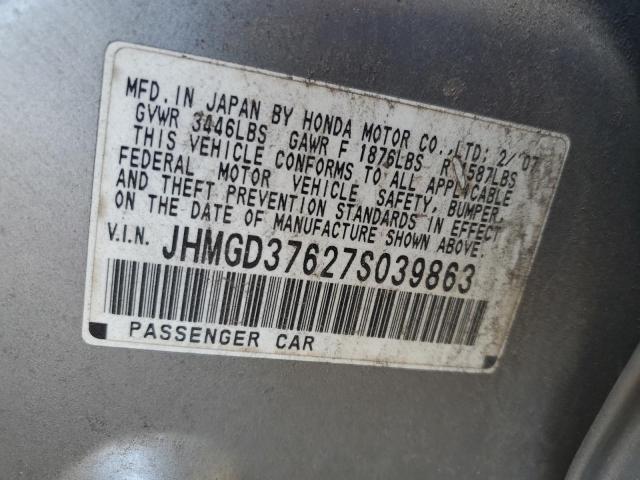 MFD. IN JAPAN BY HONDA MOTOR CO., LTD: 2/'07
GVWR 3446LBS GAWR F 1876LBS R 1587LBS
THIS VEHICLE CONFORMS TO ALL APPLICABLE
FEDERAL MOTOR VEHICLE SAFETY, BUMPER,
AND THEFT PREVENTION STANDARDS IN EFFECT
ON THE DATE OF MANUFACTURE SHOWN ABOVE.
V.I.N. JHMGD37627S039863
PASSENGER CAR